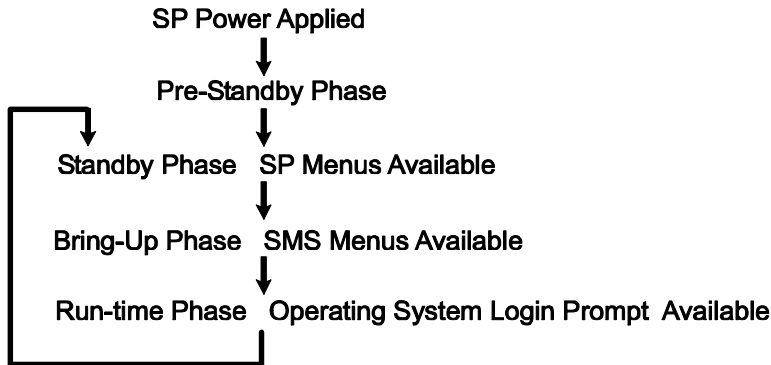 SP Power Applied
Pre-Standby Phase
Standby Phase SP Menus Available
Bring-Up Phase SMS Menus Available
Run-time Phase Operating System Login Prompt Available